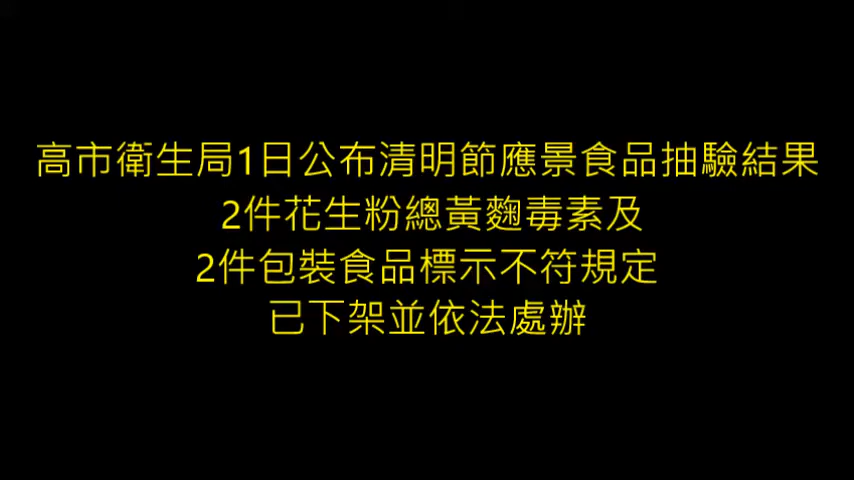 高市衛生局1日公布清明節應景食品抽驗結果
2件花生粉總黃麴毒素及
2件包裝食品標示不符規定
已下架並依法處辦